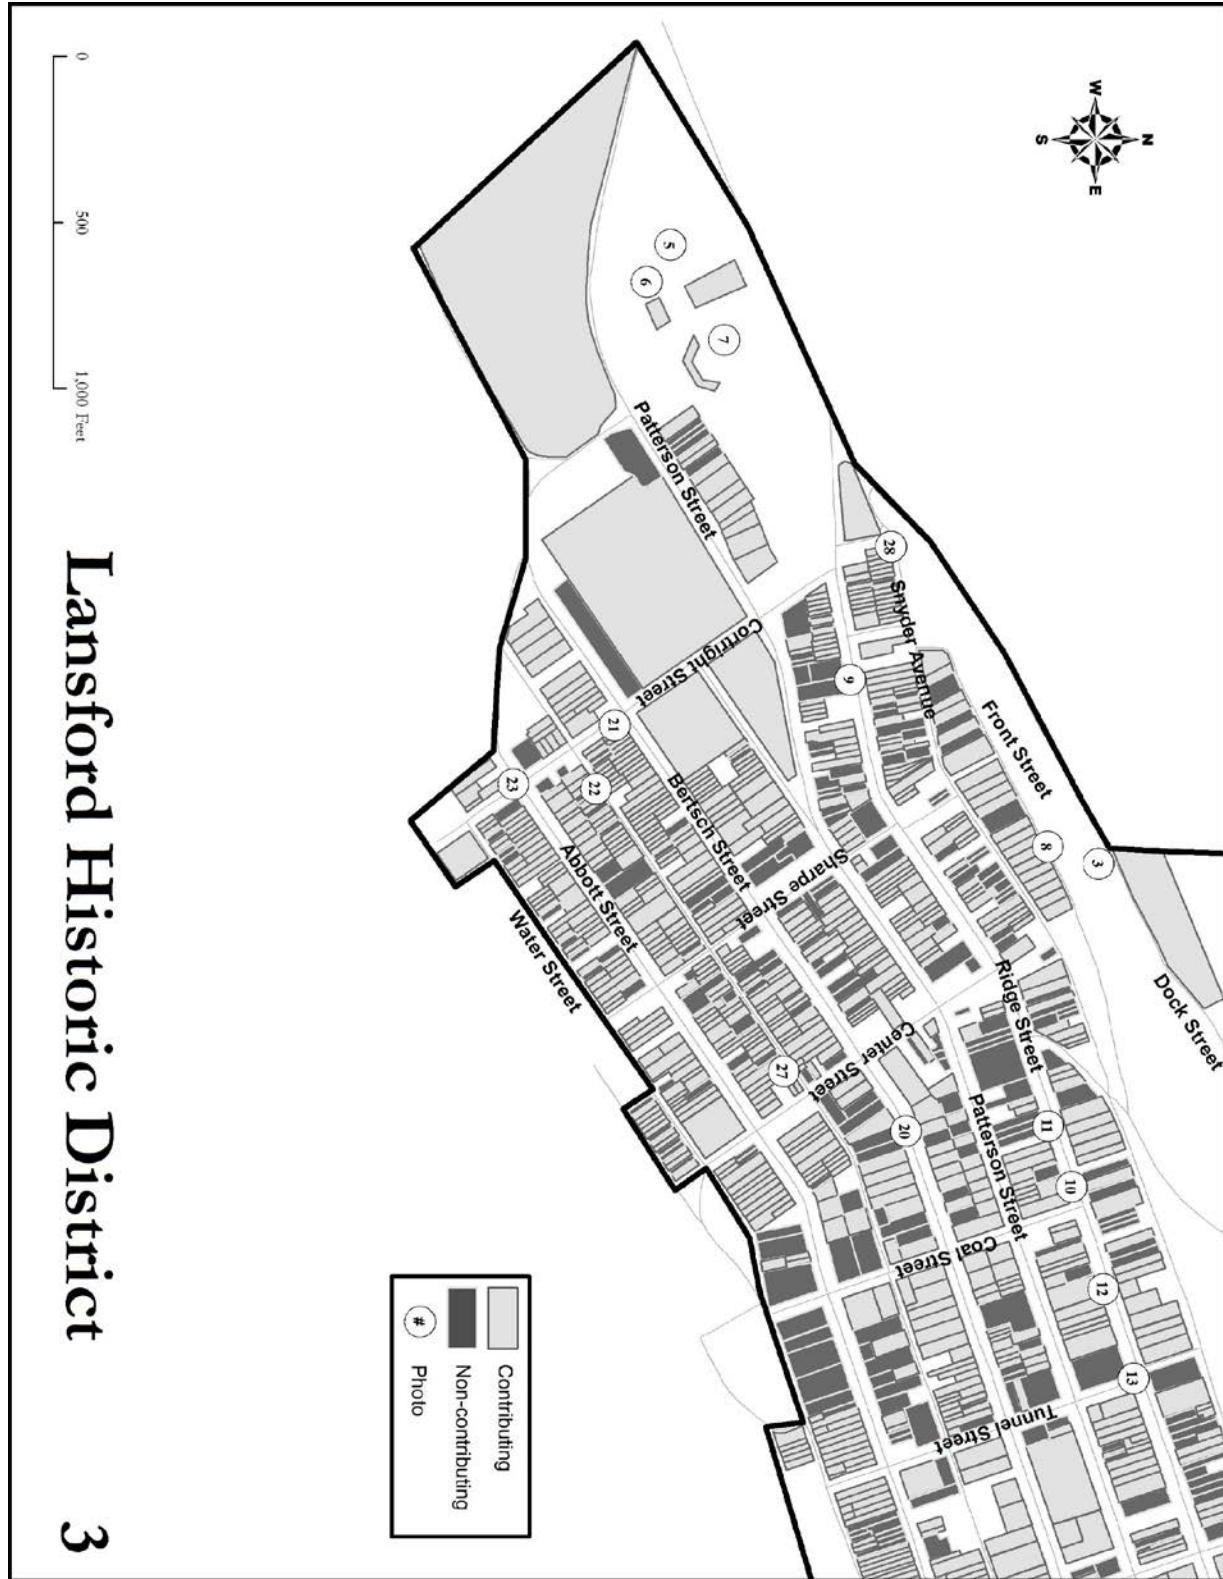 N
W
E
S
5
6
7
Patterson Street
28
Snyder Avenue
Cortright Street
9
Front Street
8
3
Dock Street
21
22
23
Bertsch Street
Abbott Street
Sharpe Street
Water Street
Ridge Street
Center Street
27
20
11
10
Patterson Street
Coal Street
12
13
Tunnel Street
Contributing
Non-contributing
# Photo
0 500 1,000 Feet
Lansford Historic District 3